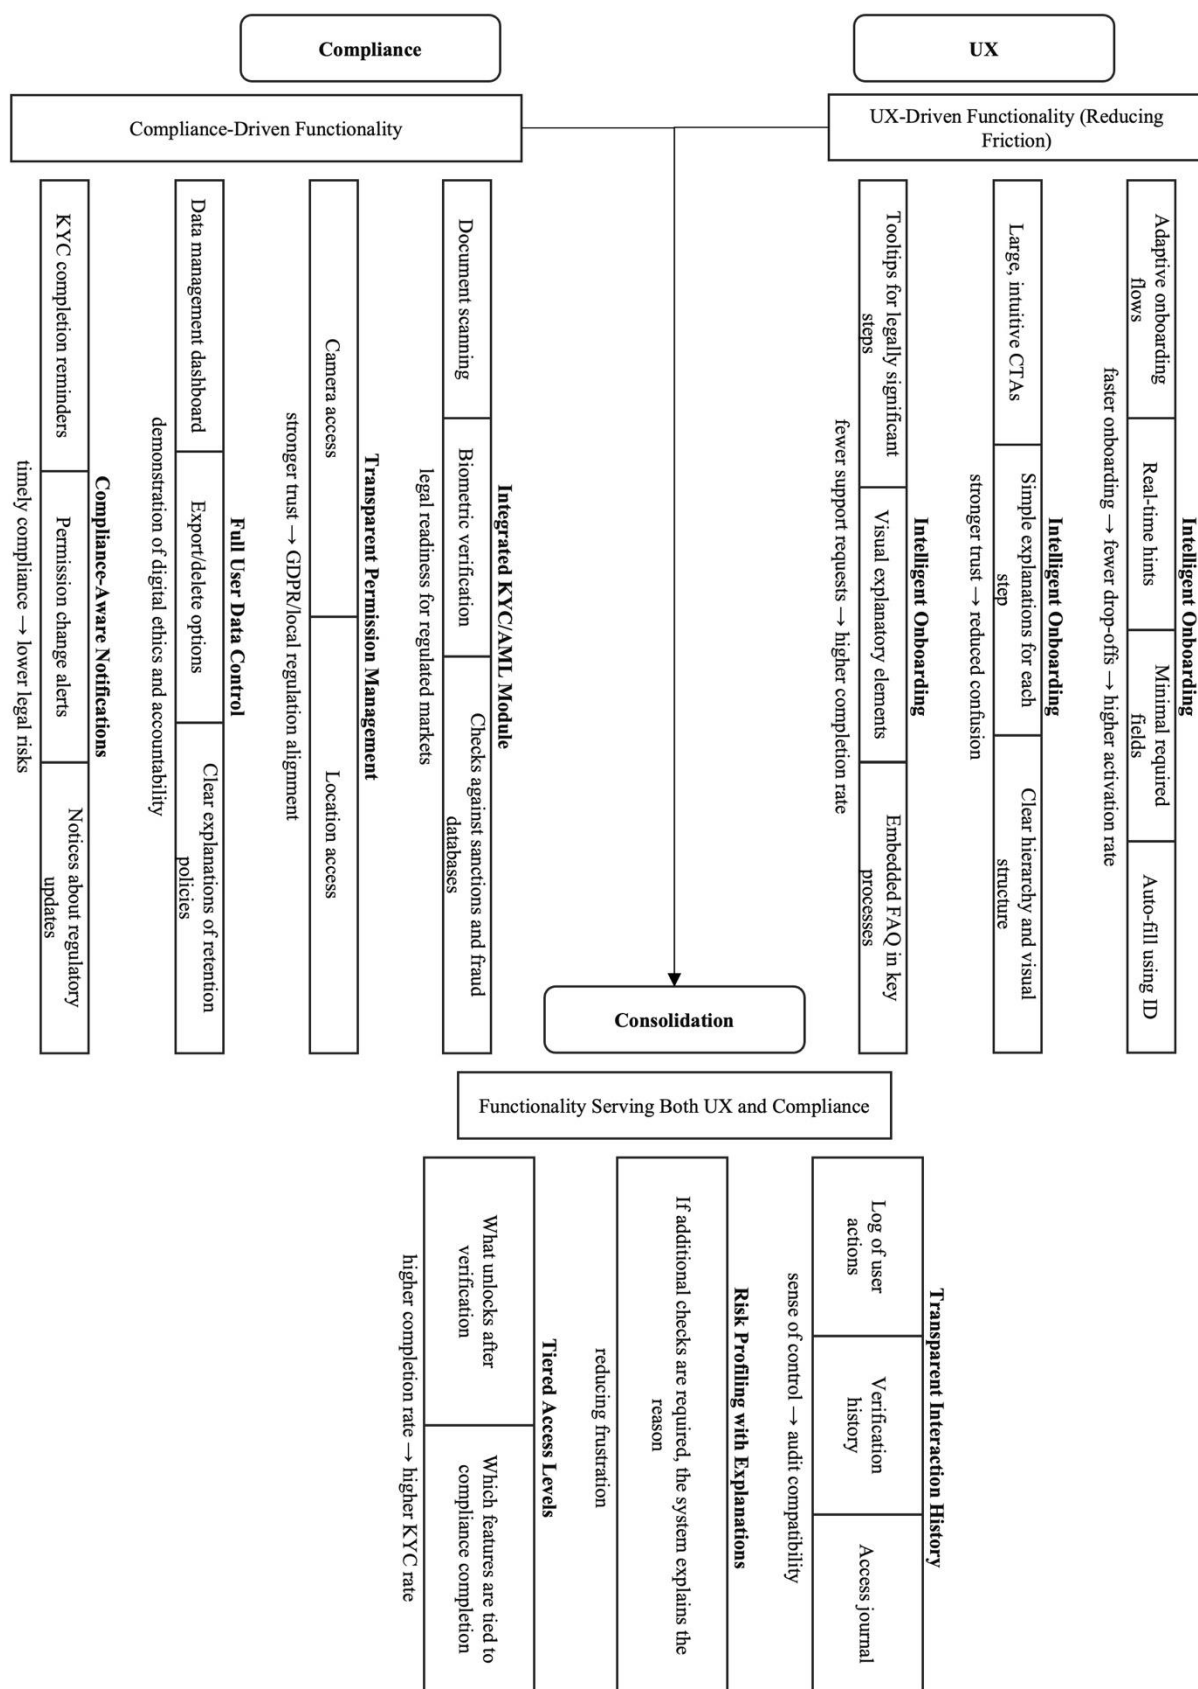 Compliance
UX
Compliance-Driven Functionality
UX-Driven Functionality (Reducing
Friction)
Integrated KYC/AML Module
Document scanning
Biometric verification
Checks against sanctions and fraud
databases
legal readiness for regulated markets
Transparent Permission Management
Camera access
Location access
stronger trust → GDPR/local regulation alignment
Full User Data Control
Data management dashboard
Export/delete options
Clear explanations of retention
policies
demonstration of digital ethics and accountability
Compliance-Aware Notifications
KYC completion reminders
Permission change alerts
Notices about regulatory
updates
timely compliance → lower legal risks
Intelligent Onboarding
Adaptive onboarding
flows
Real-time hints
Minimal required
fields
Auto-fill using ID
faster onboarding → fewer drop-offs → higher activation rate
Intelligent Onboarding
Large, intuitive CTAs
Simple explanations for each
step
Clear hierarchy and visual
structure
stronger trust → reduced confusion
Intelligent Onboarding
Tooltips for legally significant
steps
Visual explanatory elements
Embedded FAQ in key
processes
fewer support requests → higher completion rate
Consolidation
Functionality Serving Both UX and Compliance
Transparent Interaction History
Log of user
actions
Verification
history
Access journal
sense of control → audit compatibility
Risk Profiling with Explanations
If additional checks are required, the system explains the
reason
reducing frustration
Tiered Access Levels
What unlocks after
verification
Which features are tied to
compliance completion
higher completion rate → higher KYC rate